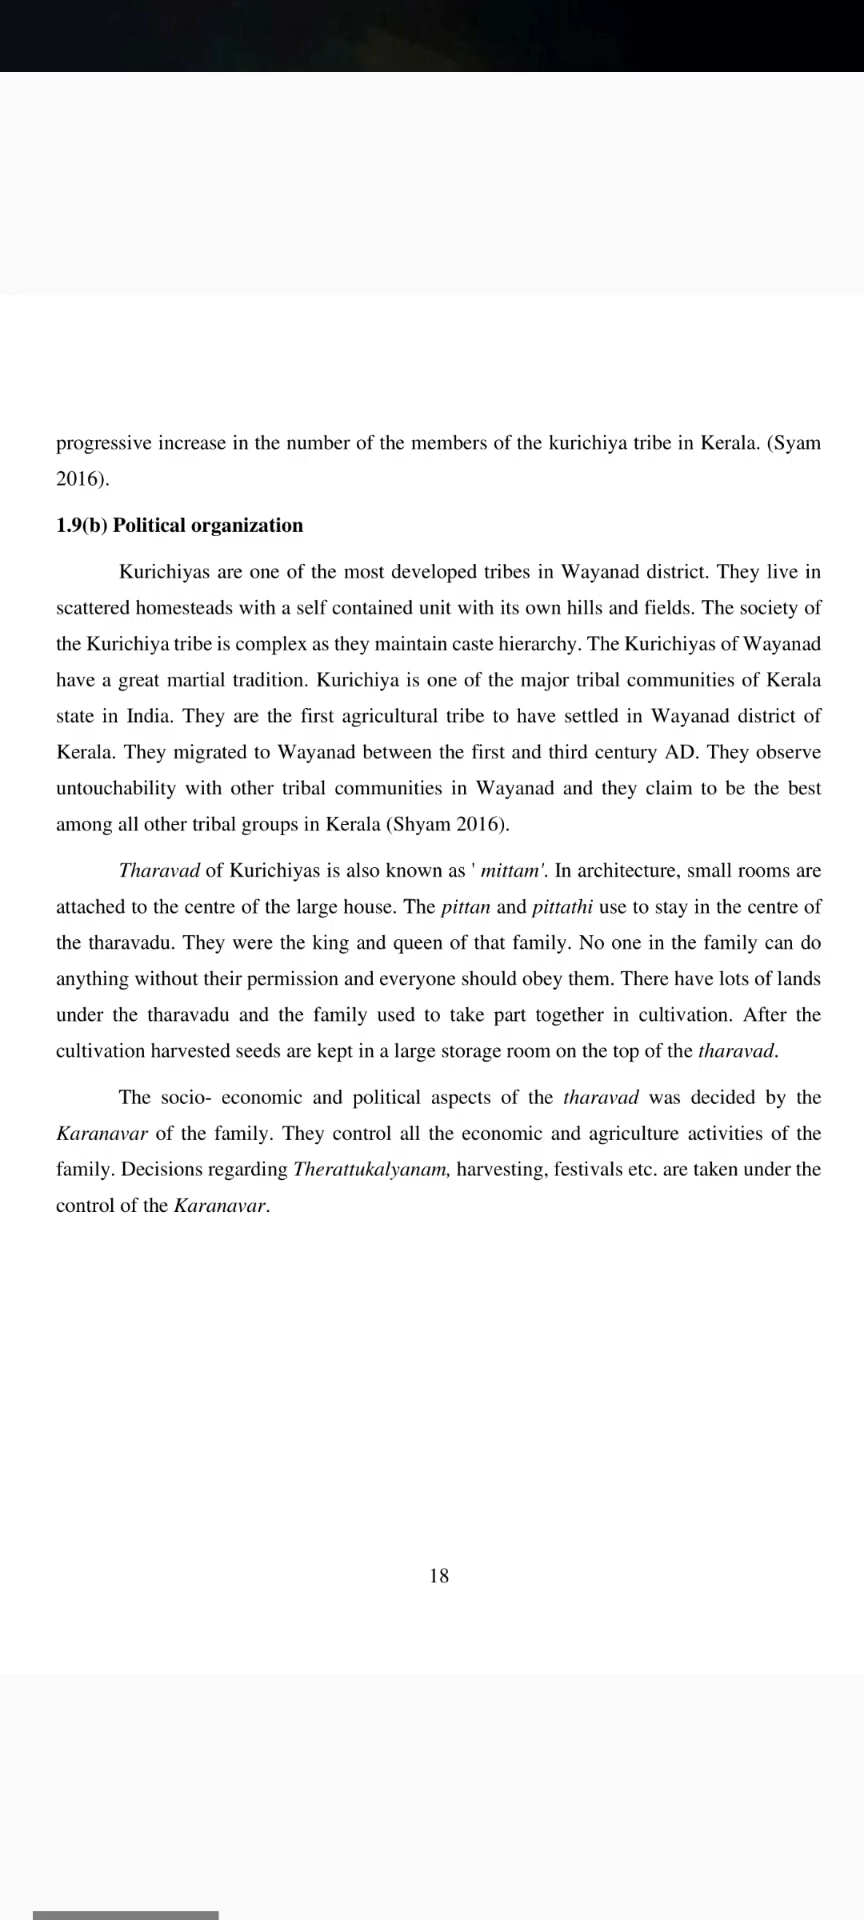 progressive increase in the number of the members of the kurichiya tribe in Kerala. (Syam
2016).
1.9(b) Political organization
Kurichiyas are one of the most developed tribes in Wayanad district. They live in
scattered homesteads with a self contained unit with its own hills and fields. The society of
the Kurichiya tribe is complex as they maintain caste hierarchy. The Kurichiyas of Wayanad
have a great martial tradition. Kurichiya is one of the major tribal communities of Kerala
state in India. They are the first agricultural tribe to have settled in Wayanad district of
Kerala. They migrated to Wayanad between the first and third century AD. They observe
untouchability with other tribal communities in Wayanad and they claim to be the best
among all other tribal groups in Kerala (Shyam 2016).
Tharavad of Kurichiyas is also known as ' mittam'. In architecture, small rooms are
attached to the centre of the large house. The pittan and pittathi use to stay in the centre of
the tharavadu. They were the king and queen of that family. No one in the family can do
anything without their permission and everyone should obey them. There have lots of lands
under the tharavadu and the family used to take part together in cultivation. After the
cultivation harvested seeds are kept in a large storage room on the top of the tharavad.
The socio- economic and political aspects of the tharavad was decided by the
Karanavar of the family. They control all the economic and agriculture activities of the
family. Decisions regarding Therattukalyanam, harvesting, festivals etc. are taken under the
control of the Karanavar.
18